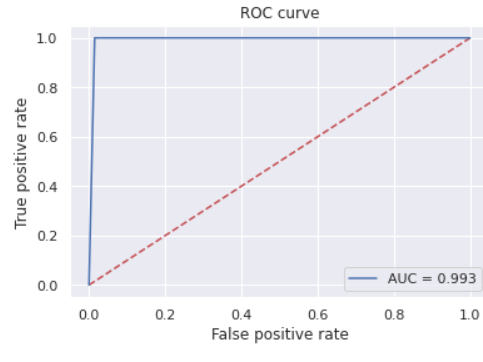 ROC curve
True positive rate
1.0
0.8
0.6
0.4
0.2
0.0
AUC = 0.993
0.0 0.2 0.4 0.6 0.8 1.0
False positive rate